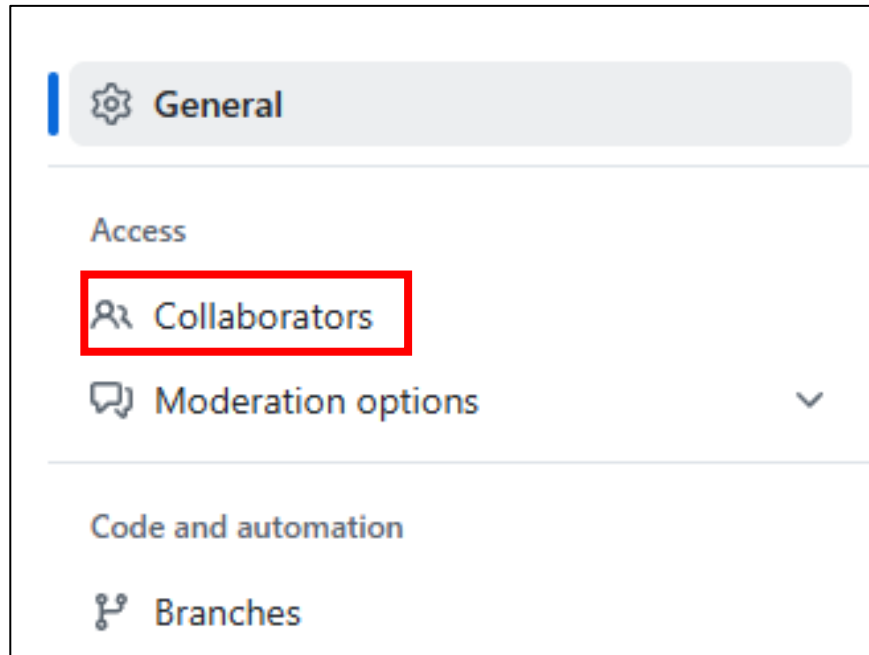 General
Access
Collaborators
Moderation options
Code and automation
Branches